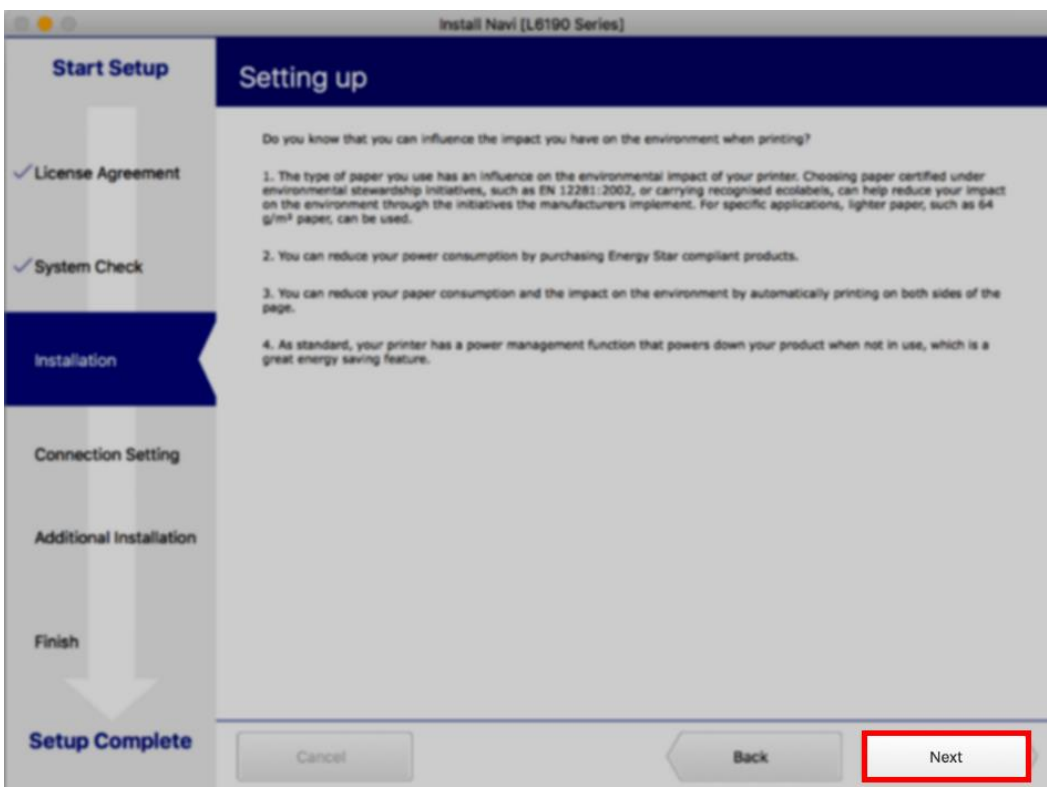 Install Navi [L6190 Series]
Start Setup
License Agreement
System Check
Installation
Connection Setting
Additional Installation
Finish
Setup Complete
Setting up
Do you know that you can influence the impact you have on the environment when printing?
1. The type of paper you use has an influence on the environmental impact of your printer. Choosing paper certified under
environmental stewardship initiatives, such as EN 12281:2002, or carrying recognised ecolabels, can help reduce your impact
on the environment through the initiatives the manufacturers implement. For specific applications, lighter paper, such as 64
g/m² paper, can be used.
2. You can reduce your power consumption by purchasing Energy Star compliant products.
3. You can reduce your paper consumption and the impact on the environment by automatically printing on both sides of the
page.
4. As standard, your printer has a power management function that powers down your product when not in use, which is a
great energy saving feature.
Cancel
Back
Next